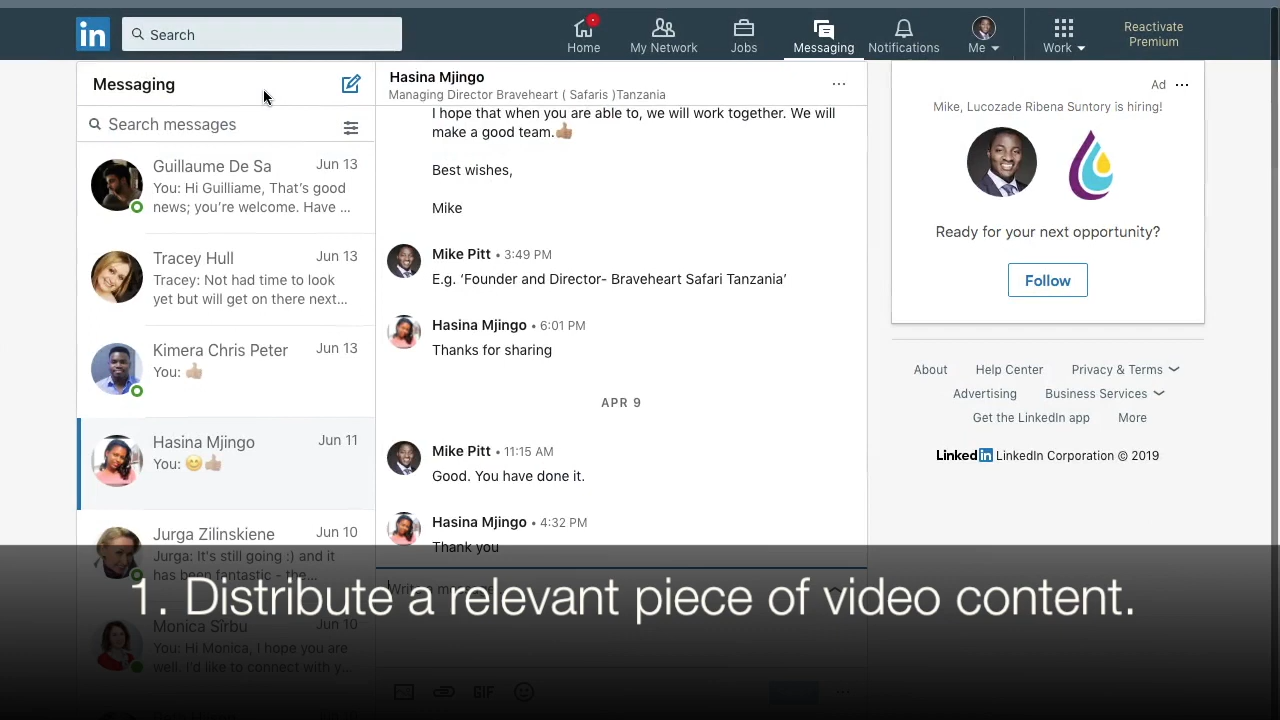 in
Search
Home
My Network
Jobs
Messaging
Notifications
Me
Work
Reactivate
Premium
Messaging
Search messages
Guillaume De Sa
Jun 13
You: Hi Guilliame, That's good
news; you're welcome. Have ...
Tracey Hull
Jun 13
Tracey: Not had time to look
yet but will get on there next...
Kimera Chris Peter
Jun 13
You: 👍🏽
Hasina Mjingo
Jun 11
You: 😊👍🏽
Jurga Zilinskiene
Jun 10
Jurga: It's still going :) and it
has been fantastic - the...
Monica Sîrbu
Jun 10
You: Hi Monica, I hope you are
well. I'd like to connect with y...
Hasina Mjingo
Managing Director Braveheart ( Safaris )Tanzania
I hope that when you are able to, we will work together. We will
make a good team.👍🏽
Best wishes,
Mike
Mike Pitt • 3:49 PM
E.g. ‘Founder and Director- Braveheart Safari Tanzania’
Hasina Mjingo • 6:01 PM
Thanks for sharing
APR 9
Mike Pitt • 11:15 AM
Good. You have done it.
Hasina Mjingo • 4:32 PM
Thank you
GIF
Ad
Mike, Lucozade Ribena Suntory is hiring!
Ready for your next opportunity?
Follow
About
Help Center
Privacy & Terms
Advertising
Business Services
Get the LinkedIn app
More
Linked in LinkedIn Corporation © 2019
1. Distribute a relevant piece of video content.